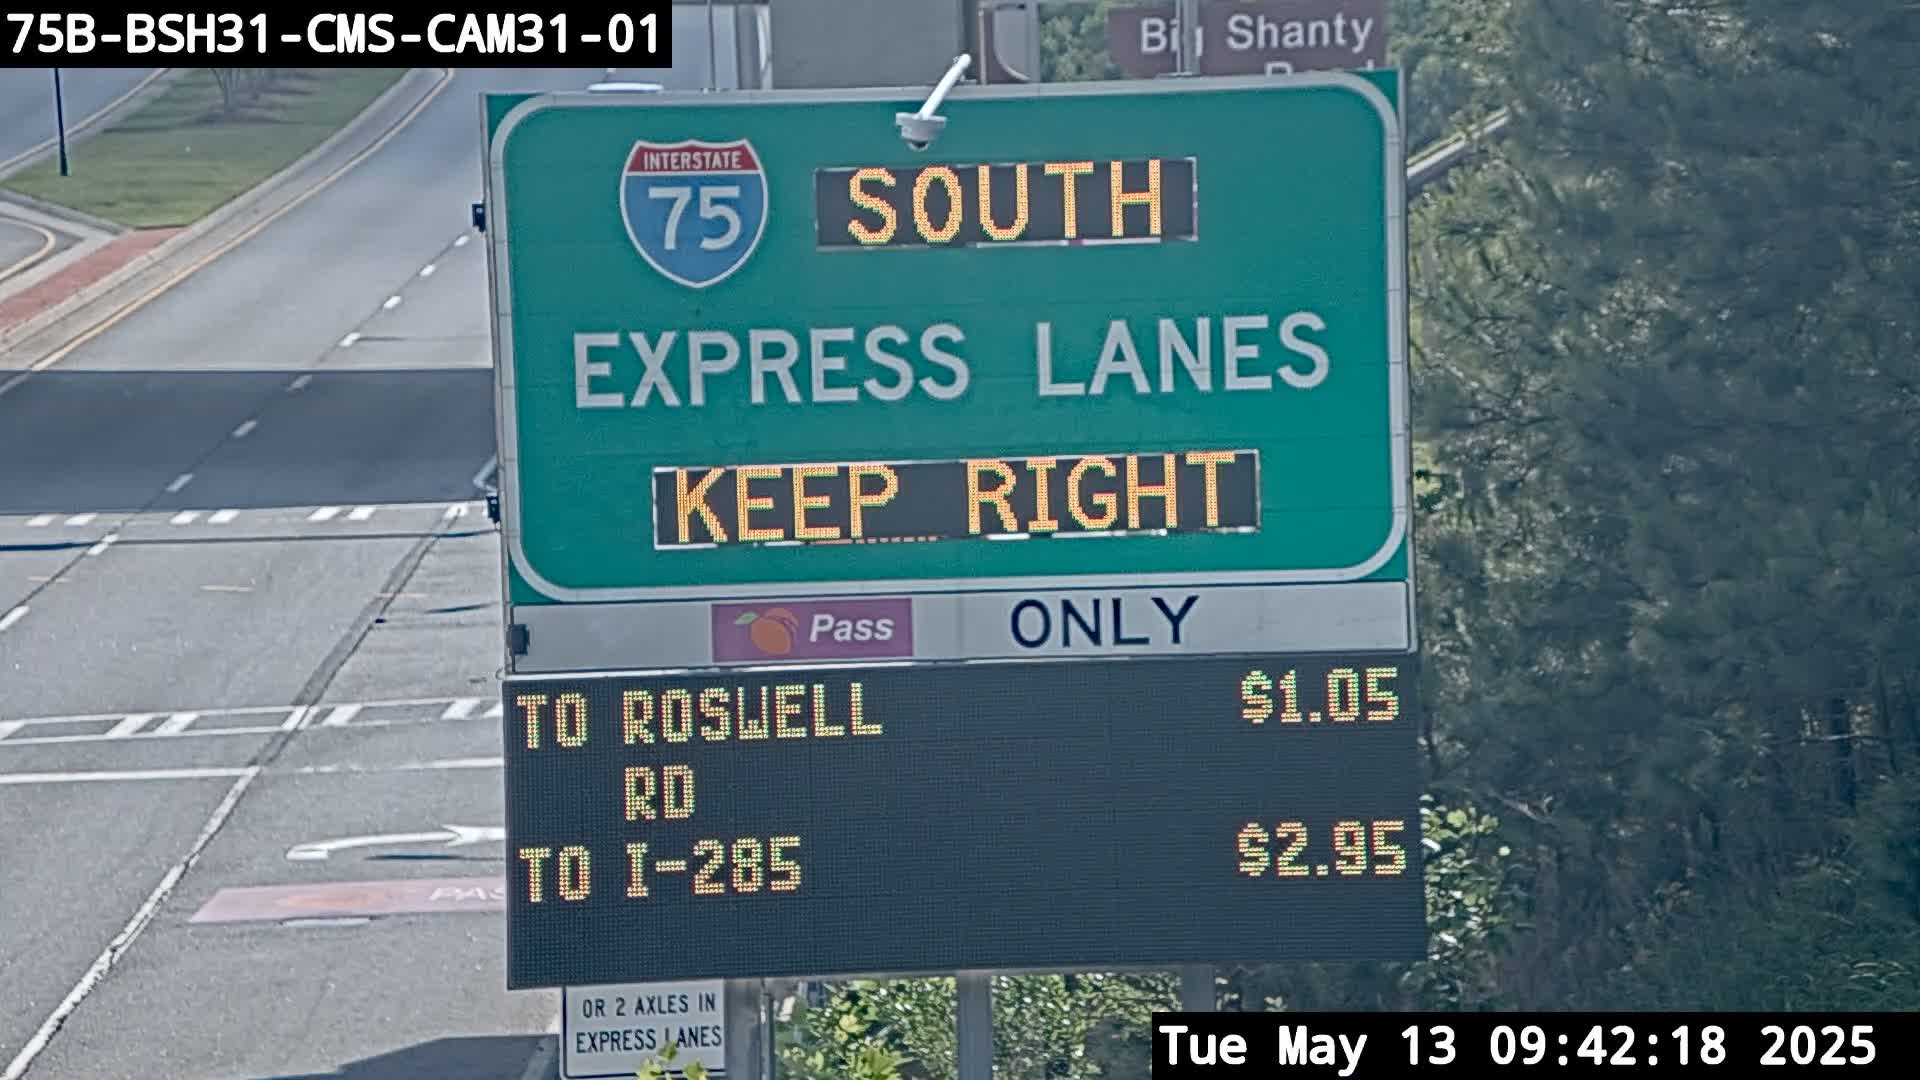 75B-BSH31-CMS-CAM31-01
Big Shanty
Road
INTERSTATE
75
SOUTH
EXPRESS LANES
KEEP RIGHT
Pass
ONLY
TO ROSWELL $1.05
RD
TO I-285 $2.95
PAS
OR 2 AXLES IN
EXPRESS LANES
Tue May 13 09:42:18 2025